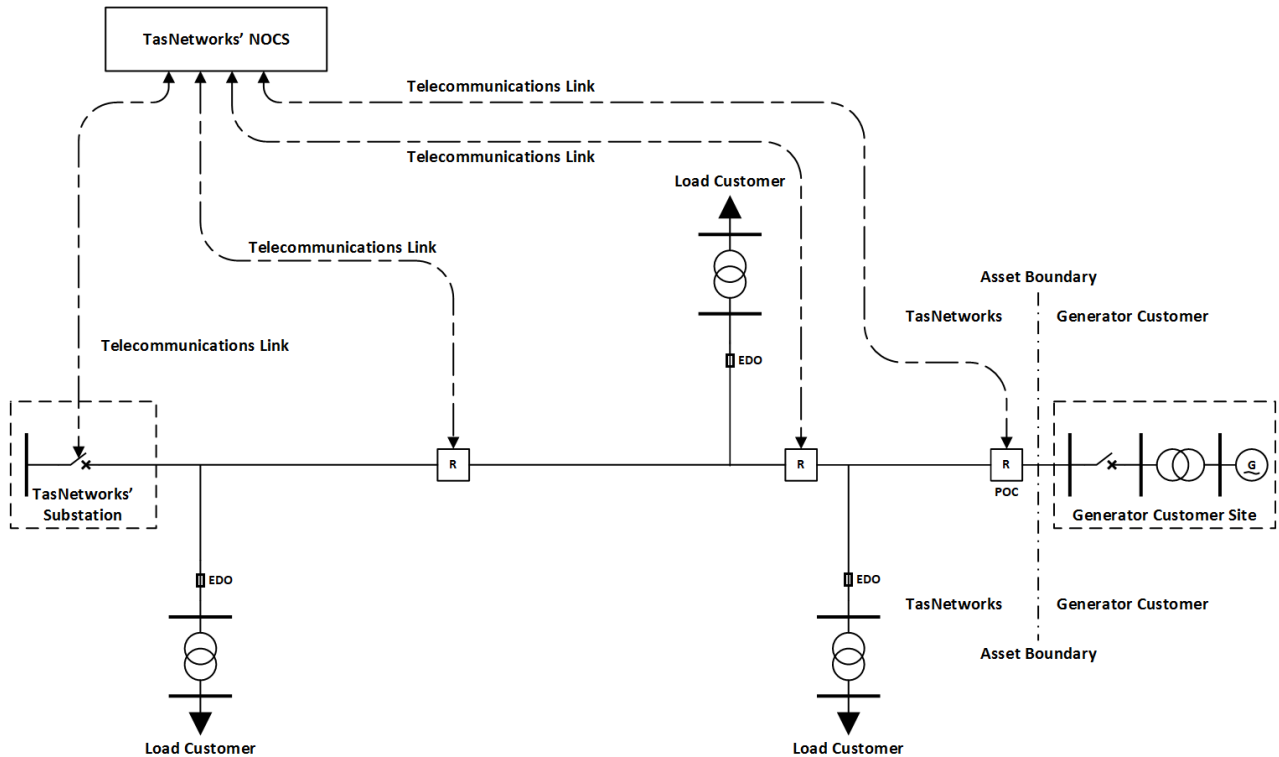 TasNetworks' NOCS
Telecommunications Link
Telecommunications Link
Load Customer
Telecommunications Link
Asset Boundary
TasNetworks
Generator Customer
Telecommunications Link
EDO
R
R
R
G
TasNetworks'
Substation
POC
Generator Customer Site
EDO
EDO
TasNetworks
Generator Customer
Asset Boundary
Load Customer
Load Customer